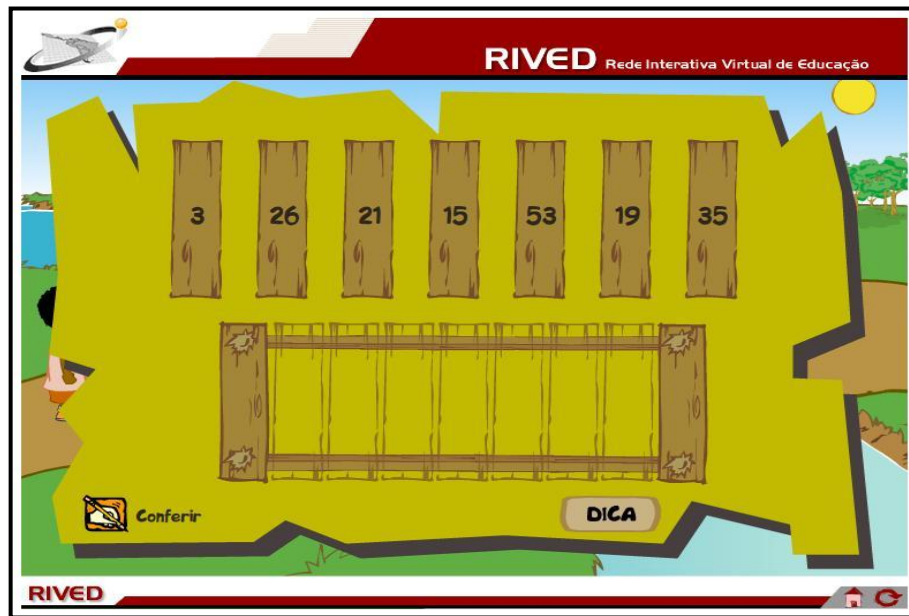 RIVED Rede Interativa Virtual de Educação
3 26 21 15 53 19 35
Conferir
DICA
RIVED